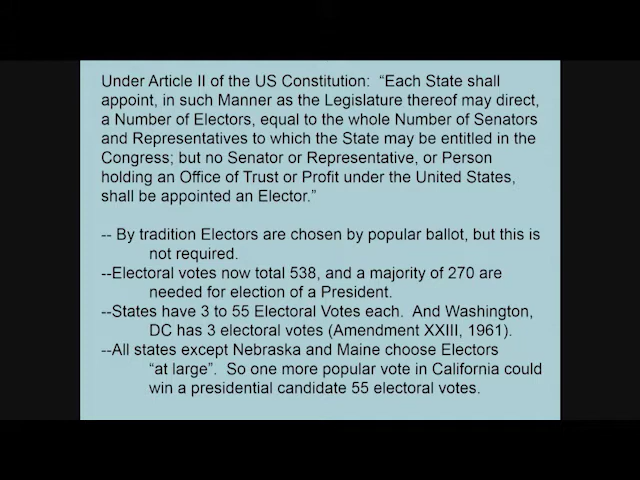 Under Article II of the US Constitution:  “Each State shall
appoint, in such Manner as the Legislature thereof may direct,
a Number of Electors, equal to the whole Number of Senators
and Representatives to which the State may be entitled in the
Congress; but no Senator or Representative, or Person
holding an Office of Trust or Profit under the United States,
shall be appointed an Elector.”
-- By tradition Electors are chosen by popular ballot, but this is
not required.
--Electoral votes now total 538, and a majority of 270 are
needed for election of a President.
--States have 3 to 55 Electoral Votes each.  And Washington,
DC has 3 electoral votes (Amendment XXIII, 1961).
--All states except Nebraska and Maine choose Electors
“at large”.  So one more popular vote in California could
win a presidential candidate 55 electoral votes.